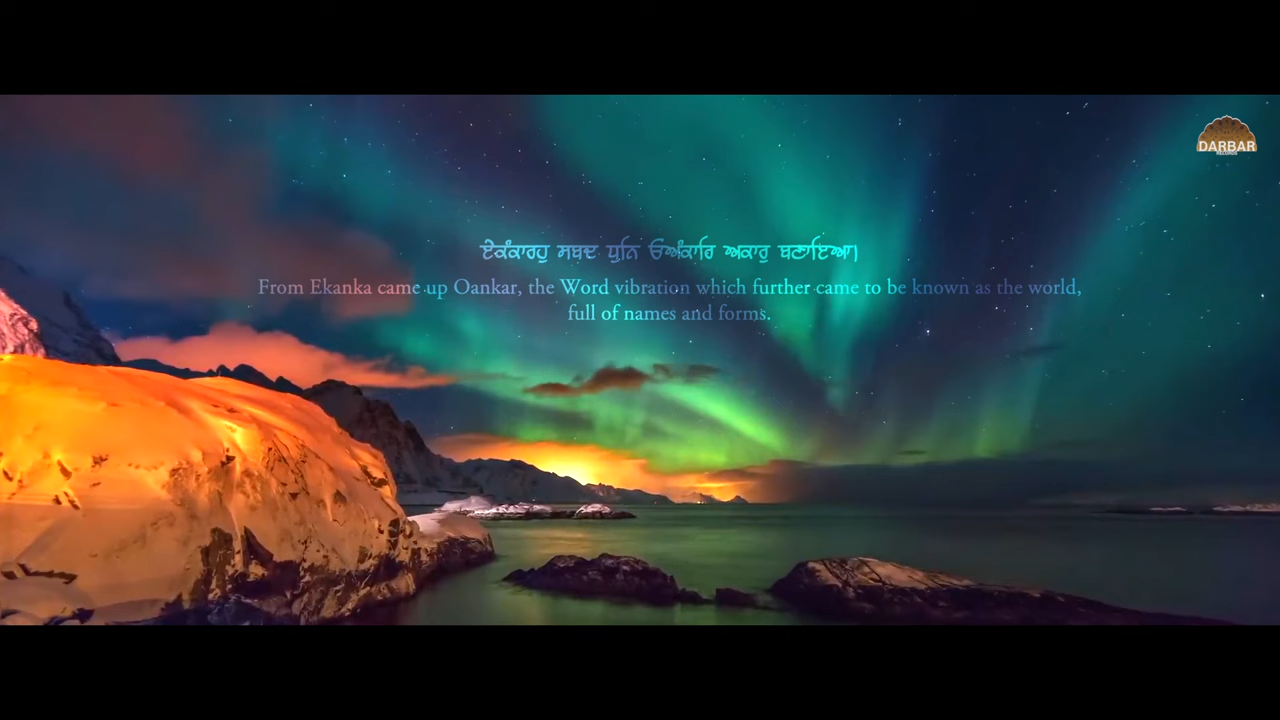 DARBAR
RECORDS
ਏਕੰਕਾਰਹੁ ਸਬਦ ਧੁਨਿ ਓਅੰਕਾਰਿ ਅਕਾਰੁ ਬਣਾਇਆ।
From Ekanka came up Oankar, the Word vibration which further came to be known as the world,
full of names and forms.